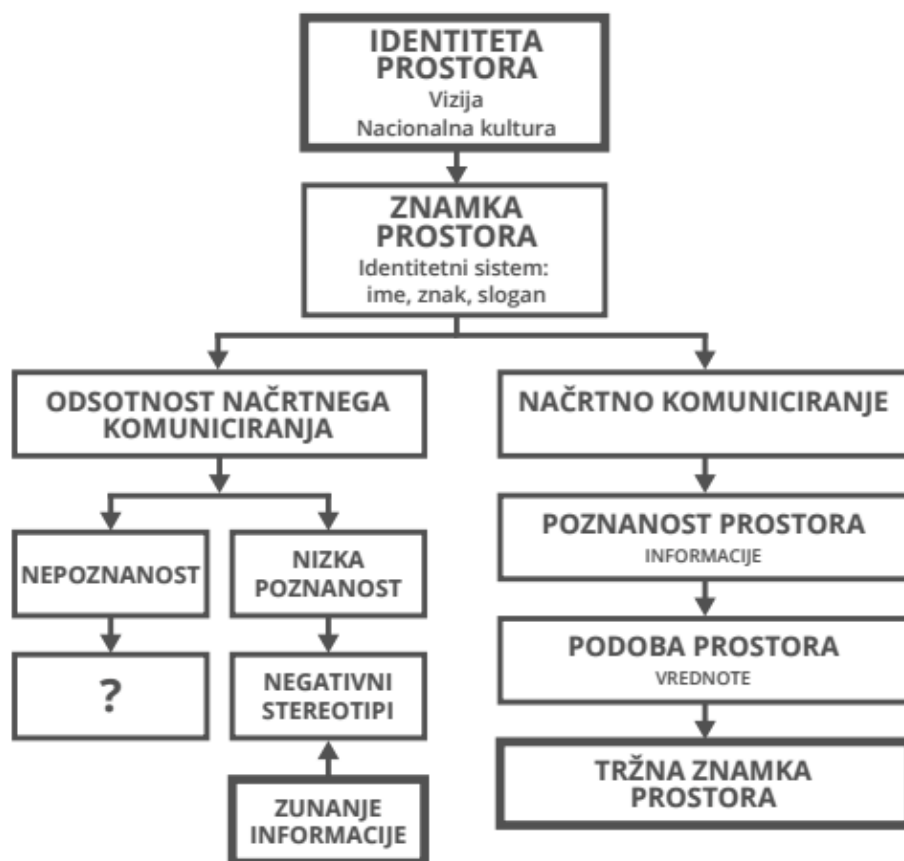 IDENTITETA
PROSTORA
Vizija
Nacionalna kultura
ZNAMKA
PROSTORA
Identitetni sistem:
ime, znak, slogan
ODSOTNOST NAČRTNEGA
KOMUNICIRANJA
NAČRTNO KOMUNICIRANJE
NEPOZNANOST
NIZKA
POZNANOST
POZNANOST PROSTORA
INFORMACIJE
?
NEGATIVNI
STEREOTIPI
PODOBA PROSTORA
VREDNOTE
ZUNANJE
INFORMACIJE
TRŽNA ZNAMKA
PROSTORA